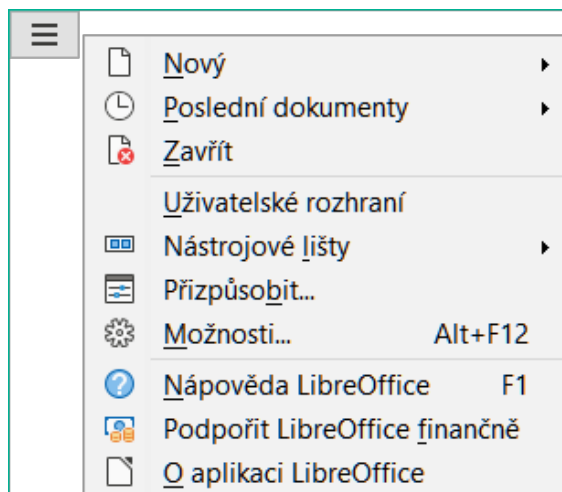 Nový
Poslední dokumenty
Zavřít
Uživatelské rozhraní
Nástrojové lišty
Přizpůsobit...
Možnosti... Alt+F12
Nápověda LibreOffice F1
Podpořit LibreOffice finančně
O aplikaci LibreOffice